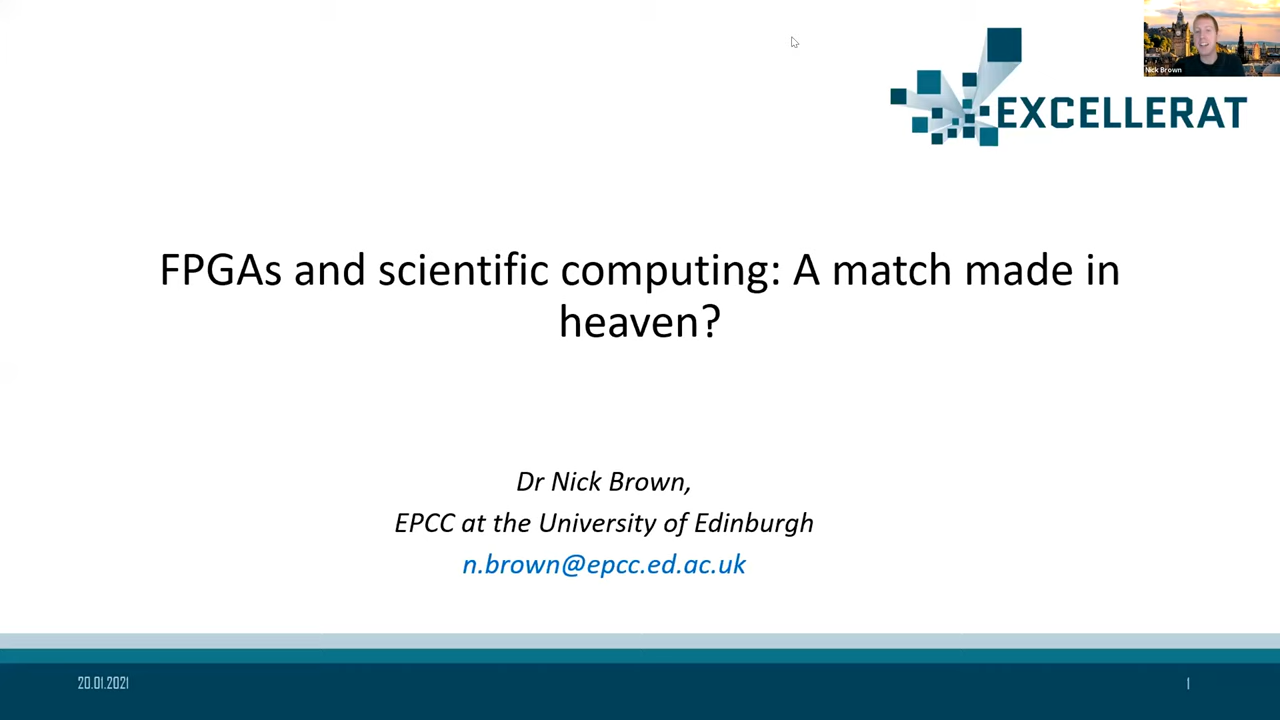 Nick Brown
EXCELLERAT
FPGAs and scientific computing: A match made in
heaven?
Dr Nick Brown,
EPCC at the University of Edinburgh
n.brown@epcc.ed.ac.uk
20.01.2021
1